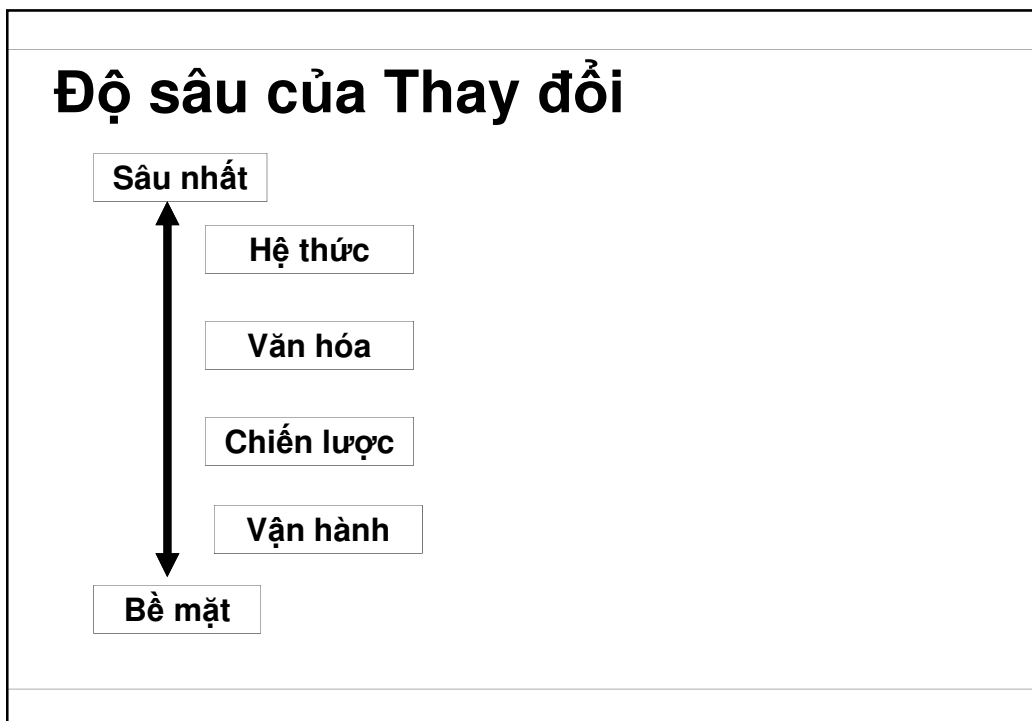 Độ sâu của Thay đổi
Sâu nhất
Hệ thức
Văn hóa
Chiến lược
Vận hành
Bề mặt